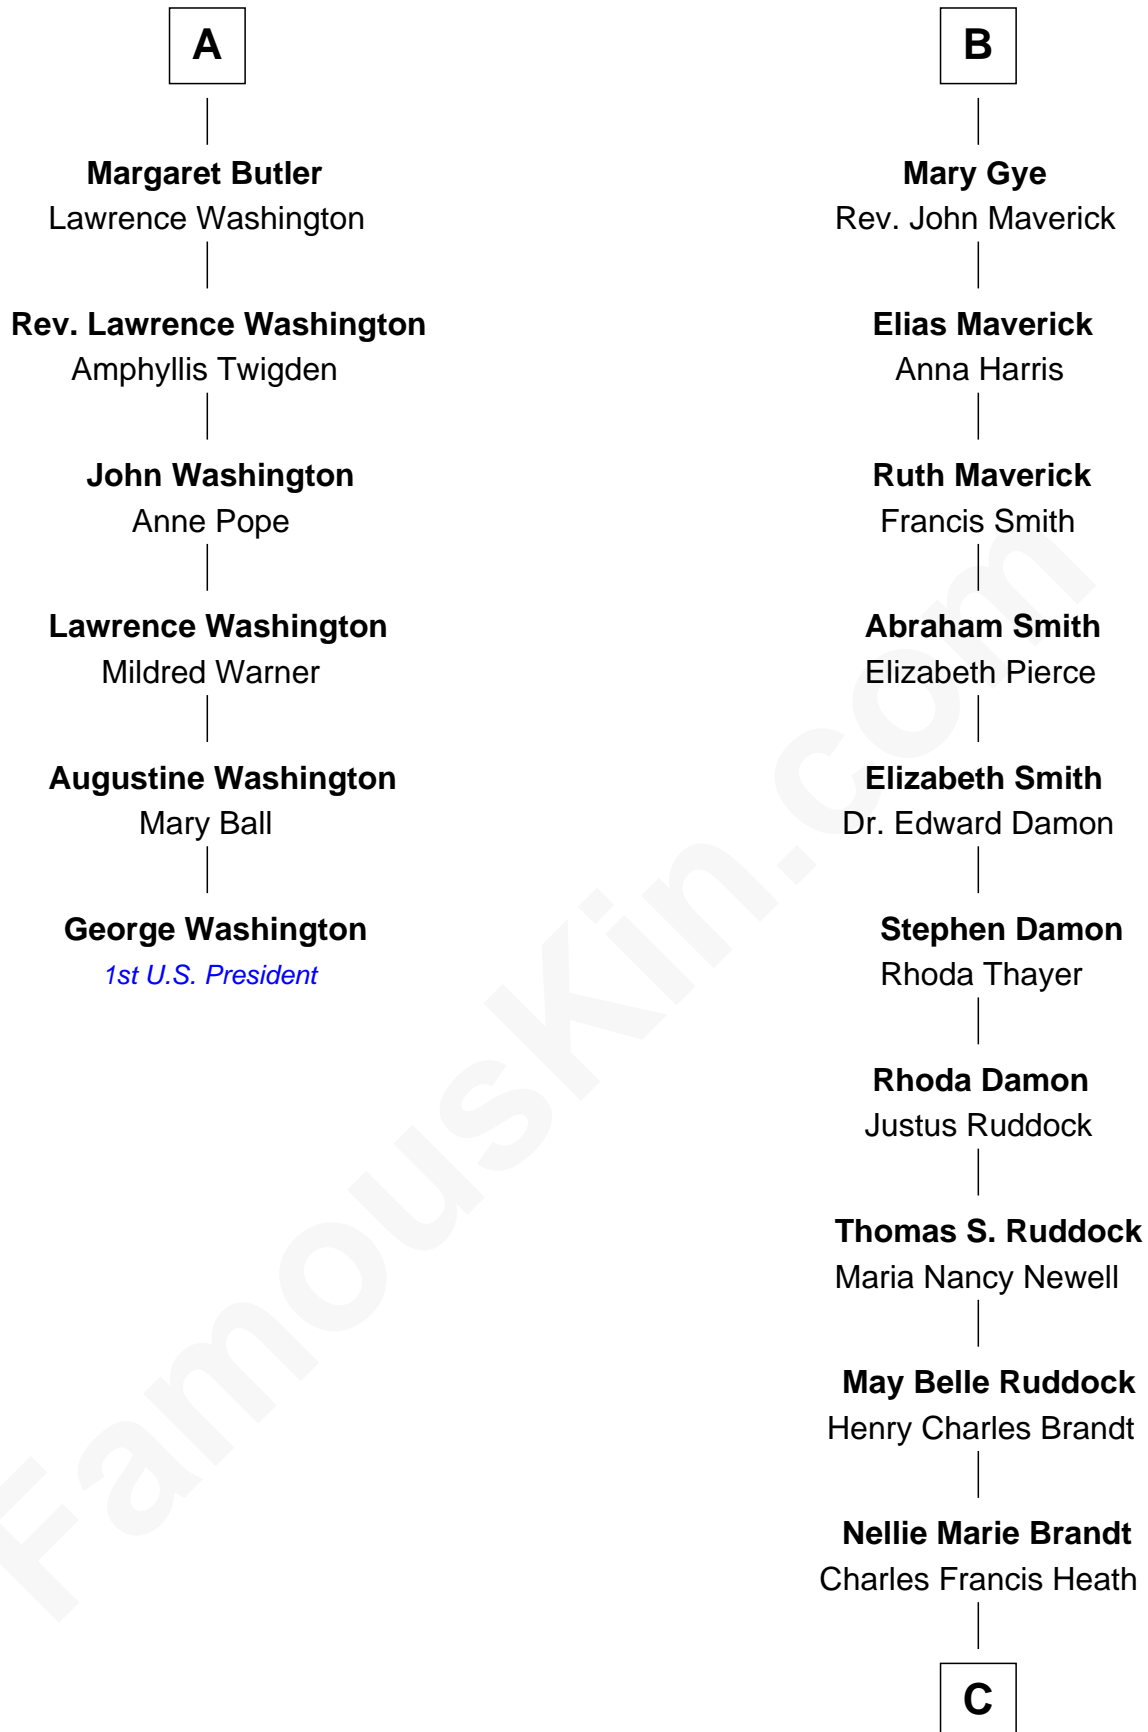 A
Margaret Butler
Lawrence Washington
Rev. Lawrence Washington
Amphyllis Twigden
John Washington
Anne Pope
Lawrence Washington
Mildred Warner
Augustine Washington
Mary Ball
George Washington
1st U.S. President
B
Mary Gye
Rev. John Maverick
Elias Maverick
Anna Harris
Ruth Maverick
Francis Smith
Abraham Smith
Elizabeth Pierce
Elizabeth Smith
Dr. Edward Damon
Stephen Damon
Rhoda Thayer
Rhoda Damon
Justus Ruddock
Thomas S. Ruddock
Maria Nancy Newell
May Belle Ruddock
Henry Charles Brandt
Nellie Marie Brandt
Charles Francis Heath
C
FamousKin.com